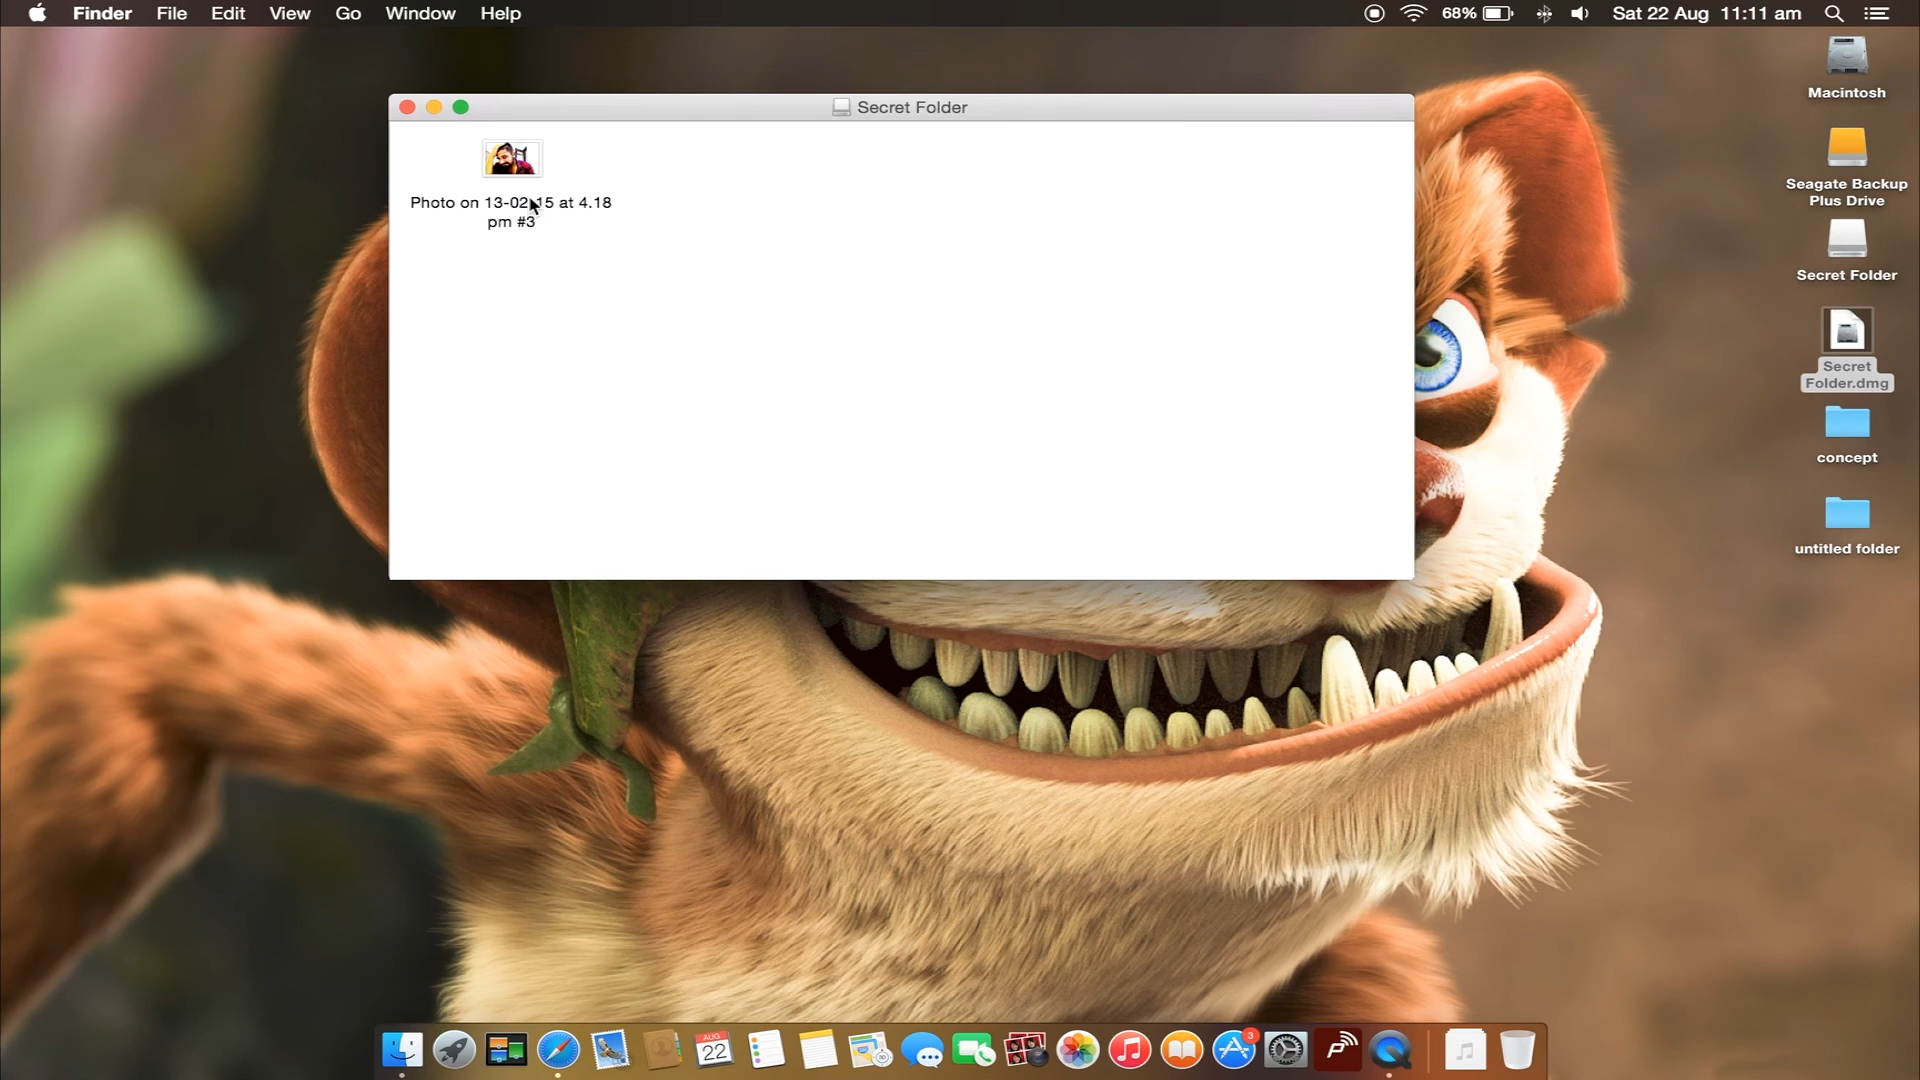 Finder File Edit View Go Window Help 68% Sat 22 Aug 11:11 am
Secret Folder
Photo on 13-02-15 at 4.18
pm #3
Macintosh
Seagate Backup
Plus Drive
Secret Folder
Secret
Folder.dmg
concept
untitled folder
AUG
22
3